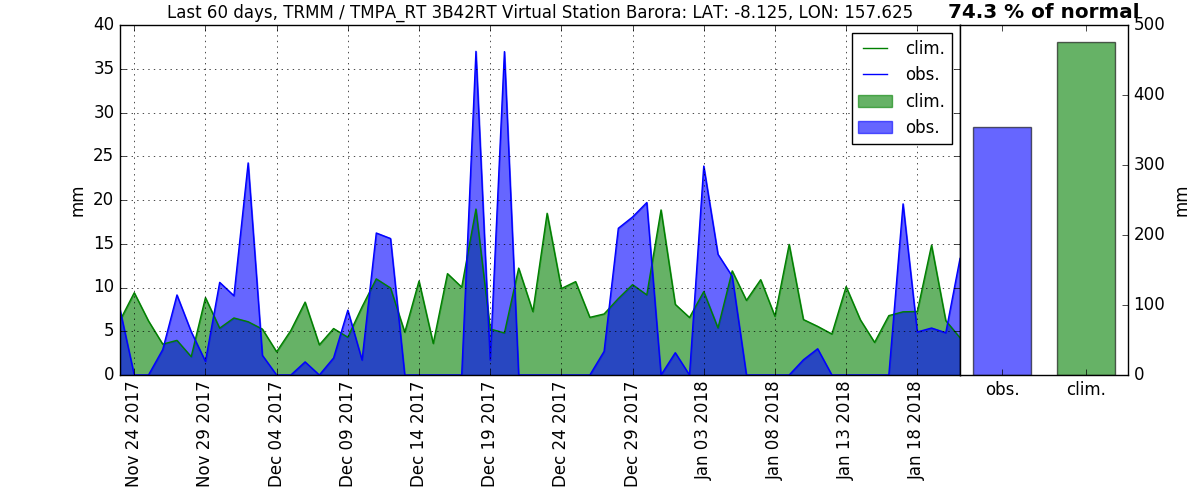 Last 60 days, TRMM / TMPA_RT 3B42RT Virtual Station Barora: LAT: -8.125, LON: 157.625
74.3 % of normal
40
35
30
25
20
15
10
5
0
mm
clim.
obs.
clim.
obs.
500
400
300
200
100
0
mm
obs.
clim.
Nov 24 2017
Nov 29 2017
Dec 04 2017
Dec 09 2017
Dec 14 2017
Dec 19 2017
Dec 24 2017
Dec 29 2017
Jan 03 2018
Jan 08 2018
Jan 13 2018
Jan 18 2018